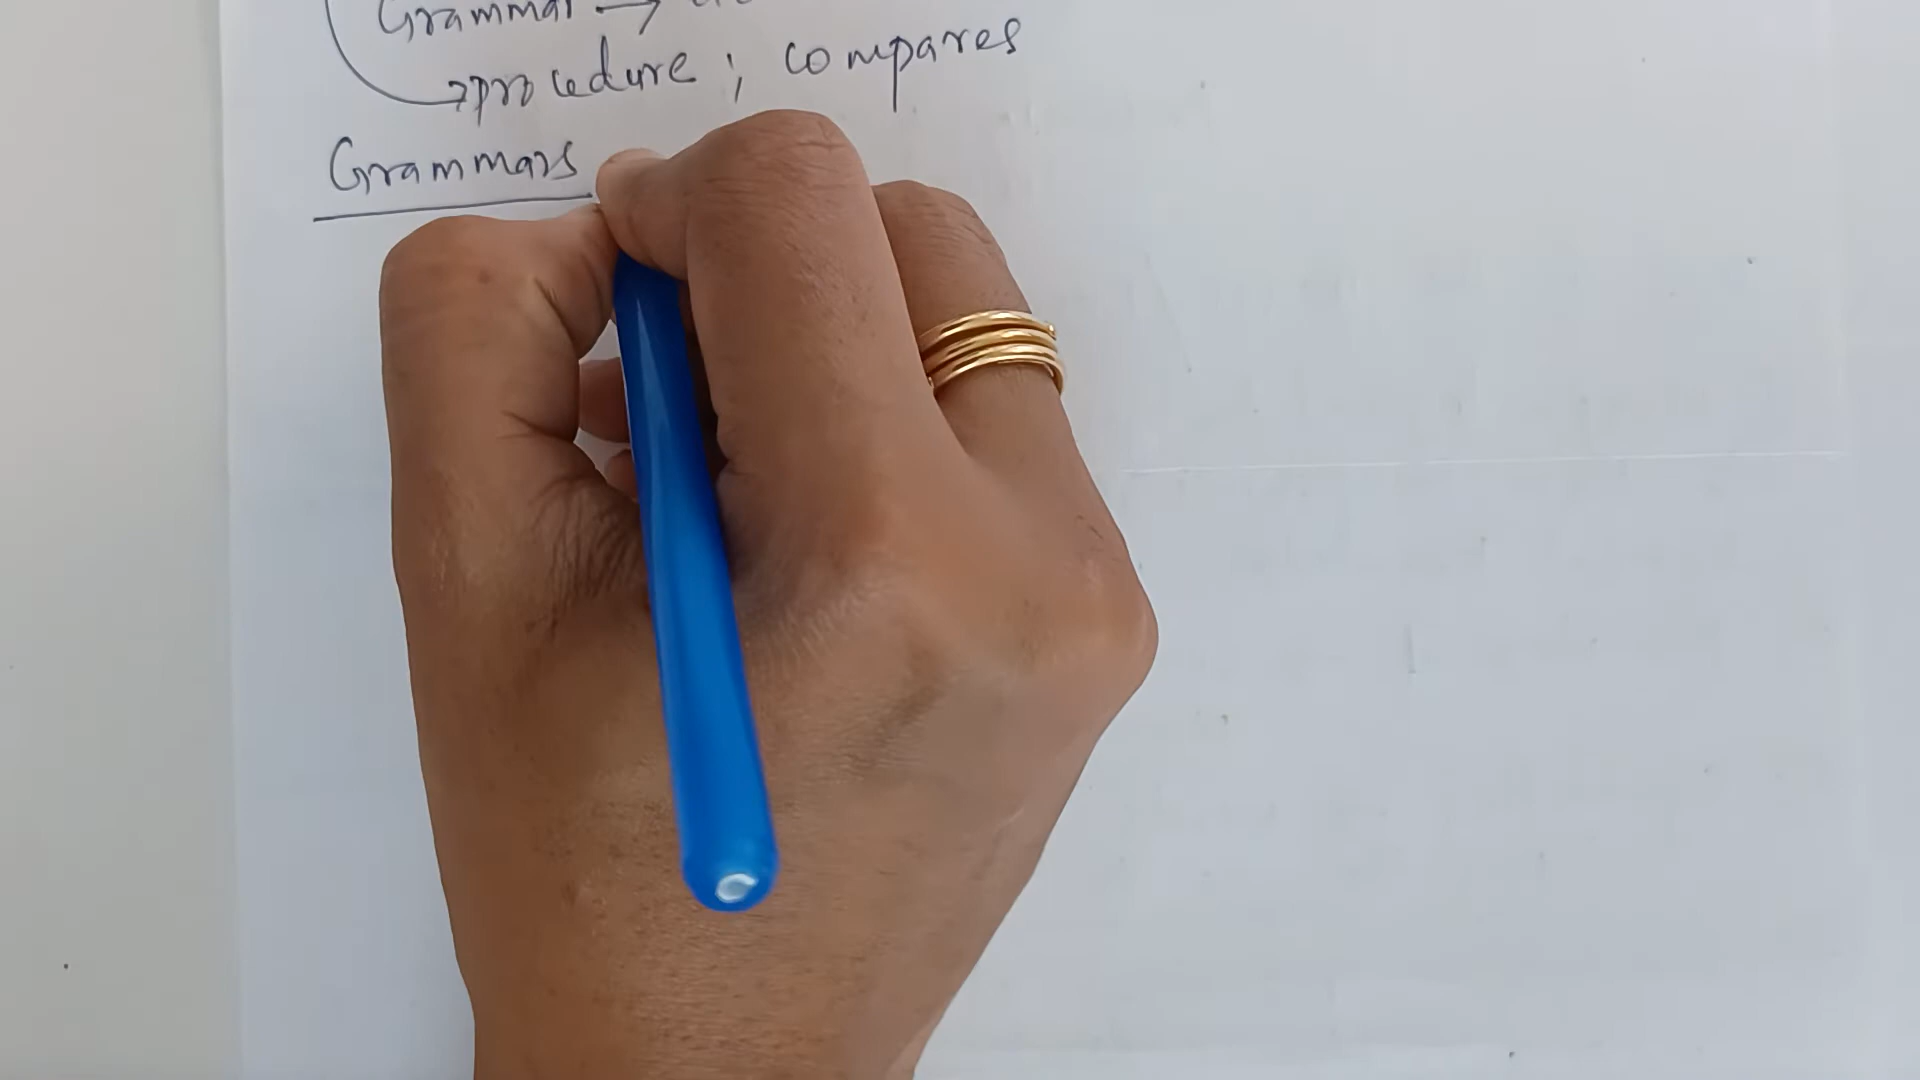 Grammar →
→ procedure ; compares
Grammars